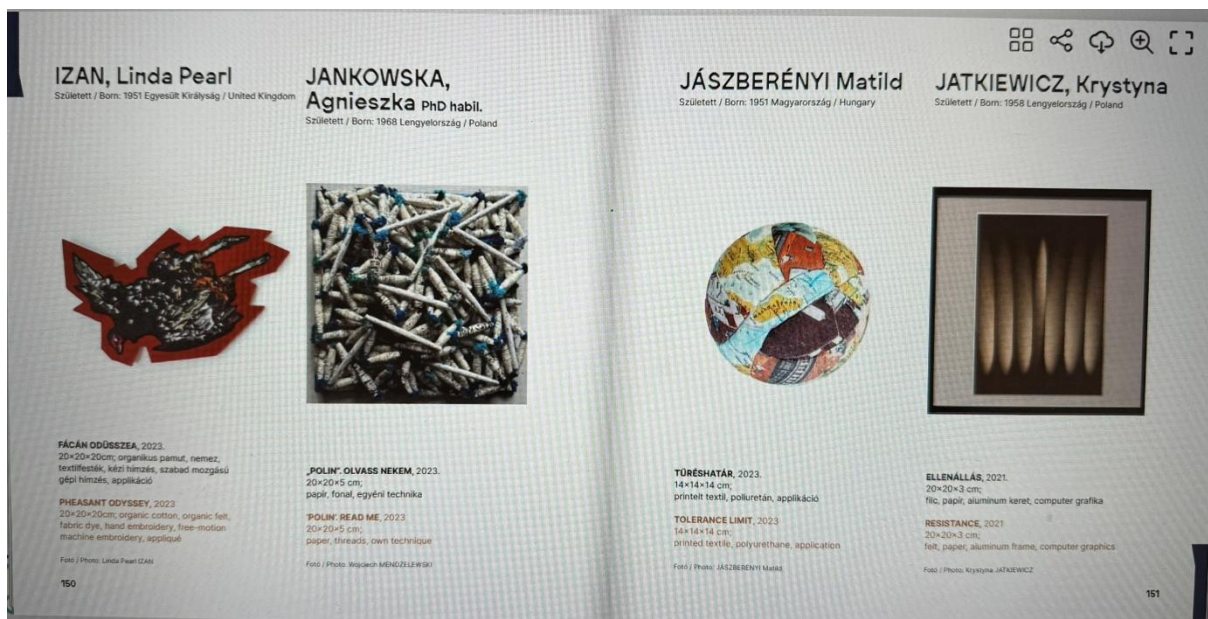 IZAN, Linda Pearl
Született / Born: 1951 Egyesült Királyság / United Kingdom
FÁCÁN ODÜSSZEA, 2023.
20×20×20cm; organikus pamut, nemez,
textilfesték, kézi hímzés, szabad mozgású
gépi hímzés, applikáció
PHEASANT ODYSSEY, 2023
20×20×20cm; organic cotton, organic felt,
fabric dye, hand embroidery, free-motion
machine embroidery, appliqué
Fotó / Photo: Linda Pearl IZAN
150
JANKOWSKA,
Agnieszka PhD habil.
Született / Born: 1968 Lengyelország / Poland
„POLIN”. OLVASS NEKEM, 2023.
20×20×5 cm;
papír, fonal, egyéni technika
'POLIN'. READ ME, 2023
20×20×5 cm;
paper, threads, own technique
Fotó / Photo: Wojciech MENDZELEWSKI
JÁSZBERÉNYI Matild
Született / Born: 1951 Magyarország / Hungary
TŰRÉSHATÁR, 2023.
14×14×14 cm;
printelt textil, poliuretán, applikáció
TOLERANCE LIMIT, 2023
14×14×14 cm;
printed textile, polyurethane, application
Fotó / Photo: JÁSZBERÉNYI Matild
JATKIEWICZ, Krystyna
Született / Born: 1958 Lengyelország / Poland
ELLENÁLLÁS, 2021.
20×20×3 cm;
filc, papír, aluminum keret, computer grafika
RESISTANCE, 2021
20×20×3 cm;
felt, paper, aluminum frame, computer graphics
Fotó / Photo: Krystyna JATKIEWICZ
151